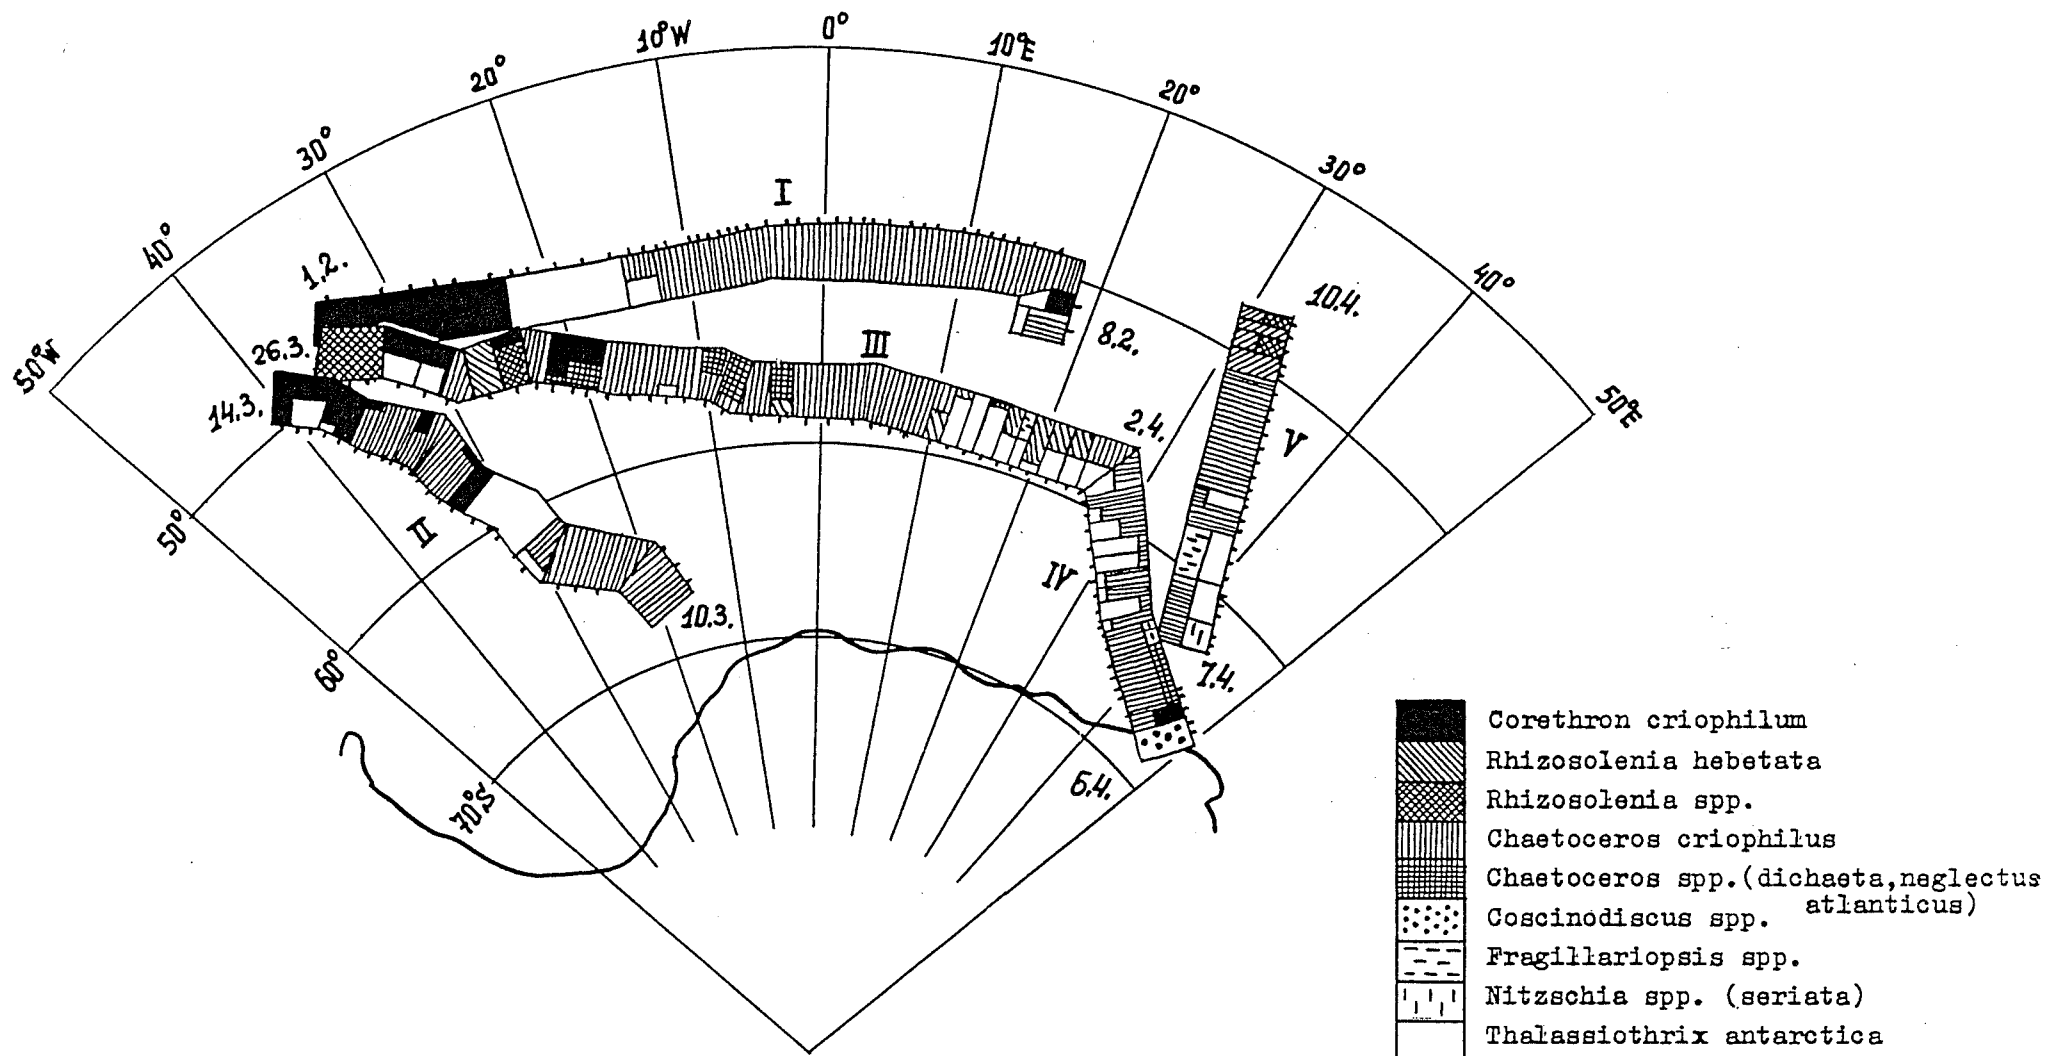 0°
10°W
10°E
20°
20°
30°
30°
40°
40°
50°W
50°E
I
1.2.
8.2.
26.3.
III
2.4.
10.4.
V
14.3.
II
10.3.
IV
7.4.
6.4.
50°
60°
70°S
Corethron criophilum
Rhizosolenia hebetata
Rhizosolenia spp.
Chaetoceros criophilus
Chaetoceros spp.(dichaeta,neglectus
atlanticus)
Coscinodiscus spp.
Fragillariopsis spp.
Nitzschia spp. (seriata)
Thalassiothrix antarctica